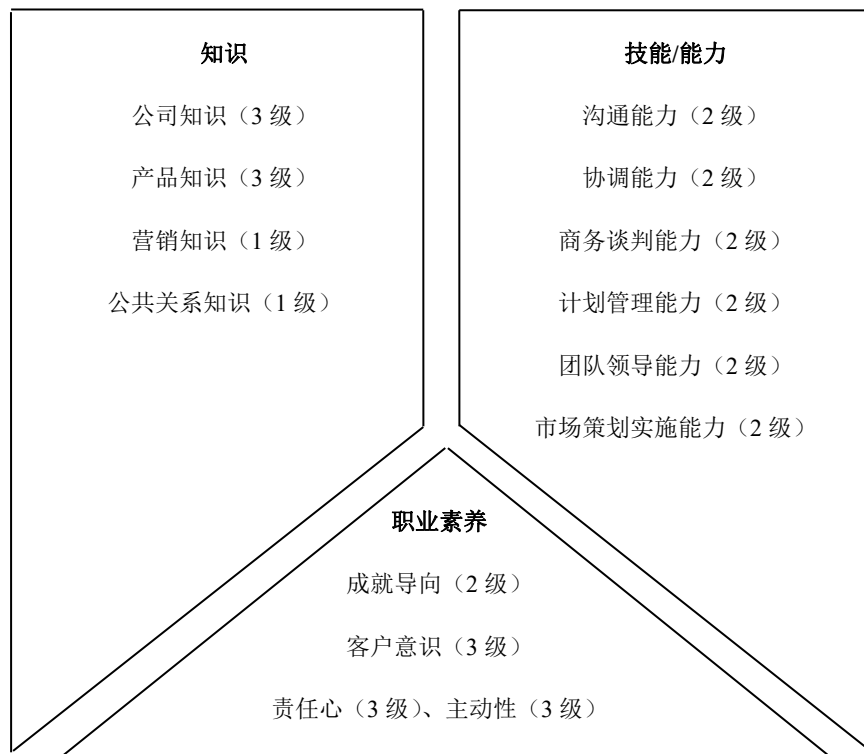 知识
公司知识（3 级）
产品知识（3 级）
营销知识（1 级）
公共关系知识（1 级）
技能/能力
沟通能力（2 级）
协调能力（2 级）
商务谈判能力（2 级）
计划管理能力（2 级）
团队领导能力（2 级）
市场策划实施能力（2 级）
职业素养
成就导向（2 级）
客户意识（3 级）
责任心（3 级）、主动性（3 级）